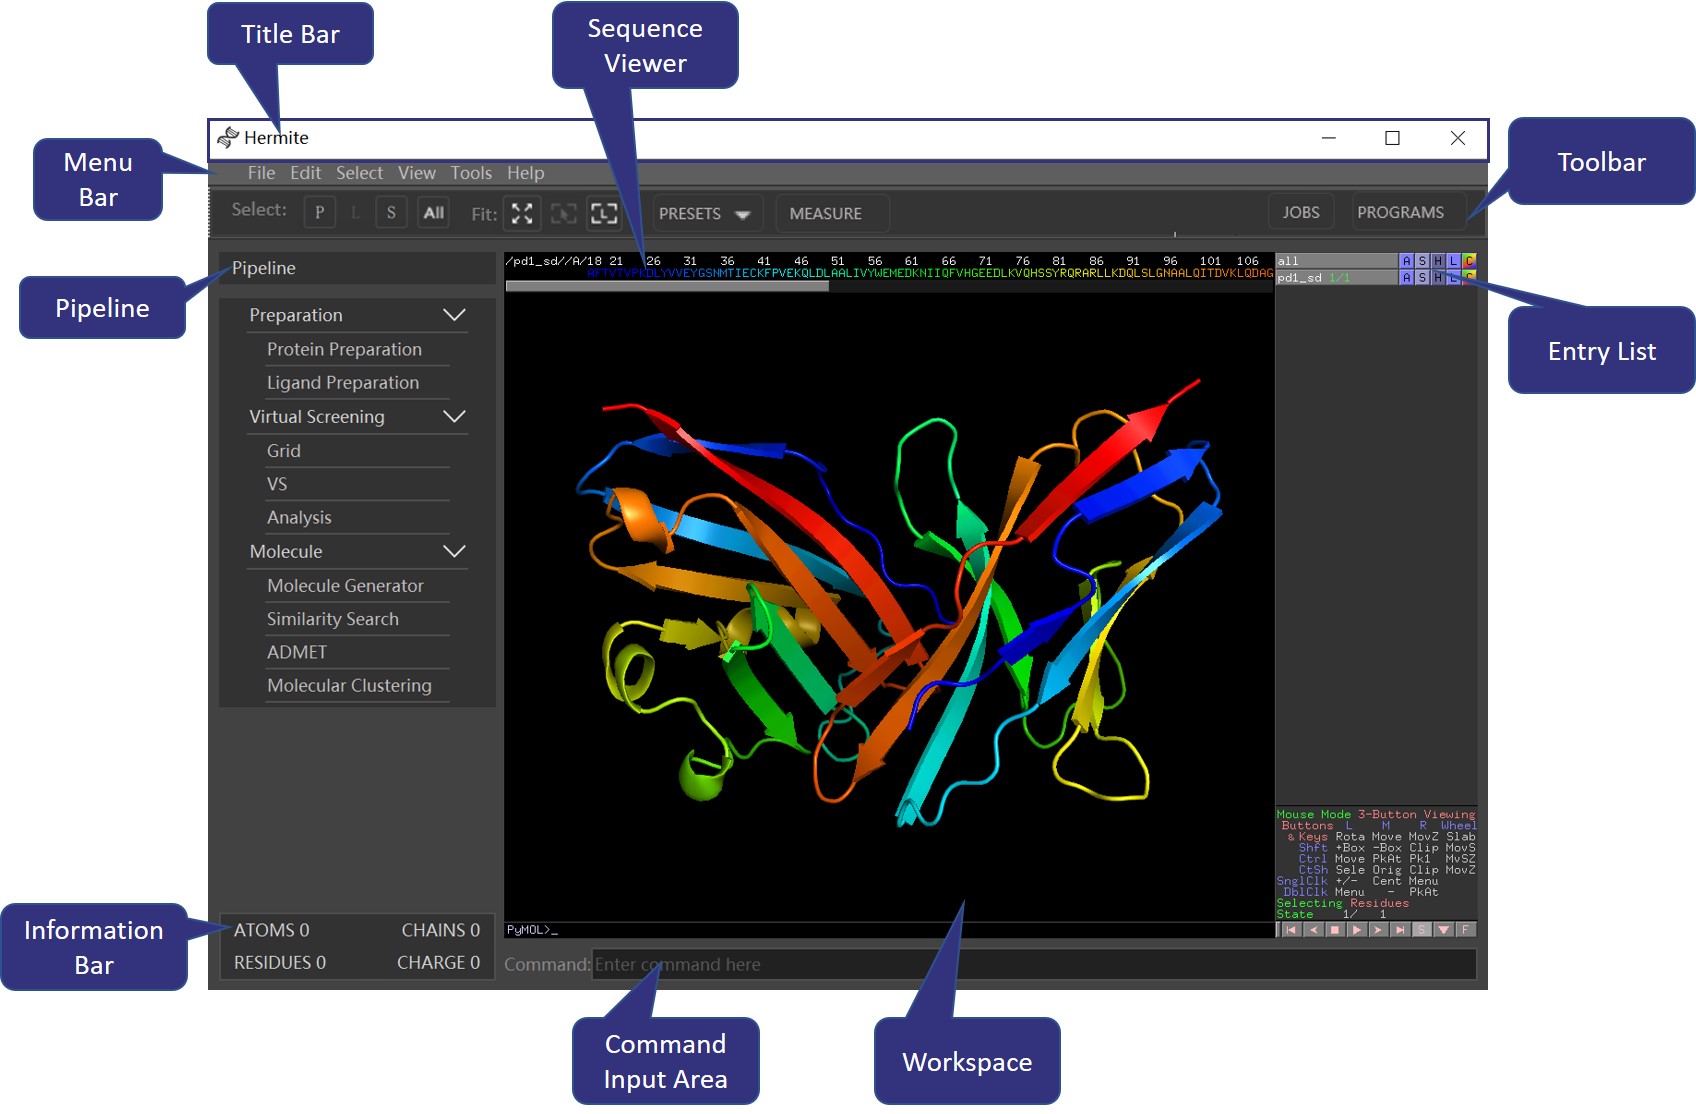 Title Bar
Sequence
Viewer
Hermite
Menu
Bar
Toolbar
File Edit Select View Tools Help
Select: P L S All Fit: PRESETS MEASURE JOBS PROGRAMS
Pipeline
Pipeline
/pd1_sd//A/18 21 26 31 36 41 46 51 56 61 66 71 76 81 86 91 96 101 106
AFTVTVPKDLYVVEYGSNMTIECKFPVEKQLDLAALIVYWEMEDKNIIQFVHGEEDLKVQHSSYRQRARLLKDQLSLGNAALQITDVKLQDAG
all A S H L C
pd1_sd 1/1 A S H L C
Entry List
Preparation
Protein Preparation
Ligand Preparation
Virtual Screening
Grid
VS
Analysis
Molecule
Molecule Generator
Similarity Search
ADMET
Molecular Clustering
Mouse Mode 3-Button Viewing
Buttons L M R Wheel
& Keys Rota Move MovZ Slab
Shft +Box -Box Clip MovS
Ctrl Move PkAt Pk1 MvSZ
CtSh Sele Orig Clip MovZ
SnglClk +/- Cent Menu
DblClk Menu - PkAt
Selecting Residues
State 1/ 1
S F
Information
Bar
ATOMS 0 CHAINS 0
RESIDUES 0 CHARGE 0
PyMOL>_
Command: Enter command here
Command
Input Area
Workspace